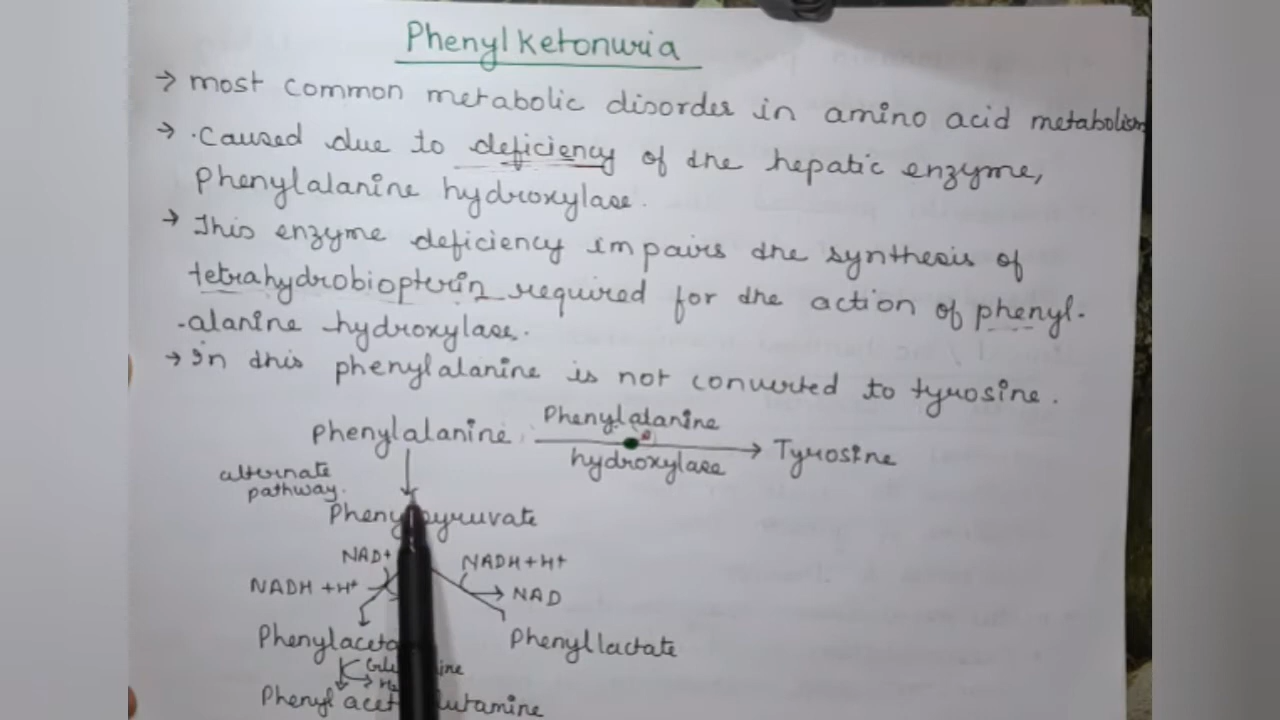 Phenylketonuria
→ most common metabolic disorder in amino acid metabolism
→ .Caused due to deficiency of the hepatic enzyme,
Phenylalanine hydroxylase.
→ This enzyme deficiency impairs the synthesis of
tetrahydrobiopterin required for the action of phenyl-
-alanine hydroxylase.
→ In this phenylalanine is not converted to tyrosine.
Phenylalanine
Phenylalanine → Tyrosine
hydroxylase
alternate
pathway.
Phenylpyruvate
NAD+ NADH+H+
NADH+H+ → NAD
Phenyllactate